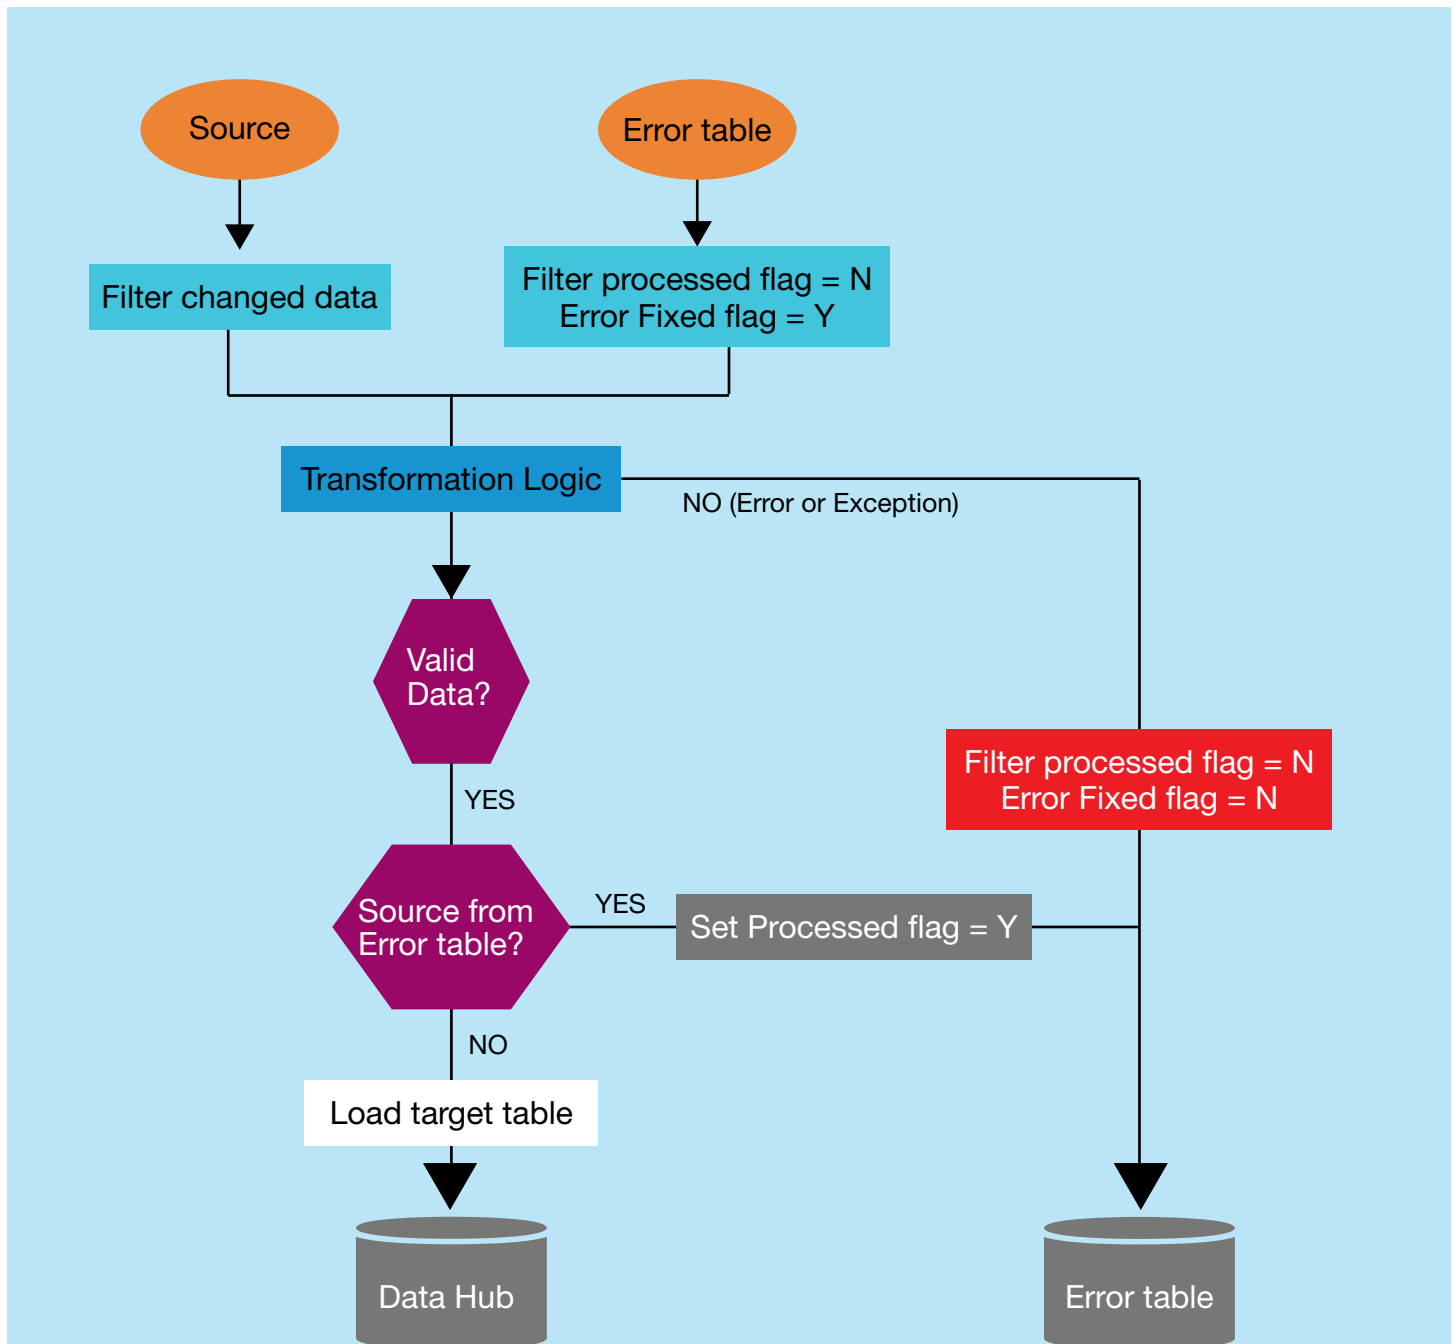 Source
Error table
Filter changed data
Filter processed flag = N
Error Fixed flag = Y
Transformation Logic
NO (Error or Exception)
Valid
Data?
YES
Filter processed flag = N
Error Fixed flag = N
Source from
Error table?
YES
Set Processed flag = Y
NO
Load target table
Data Hub
Error table